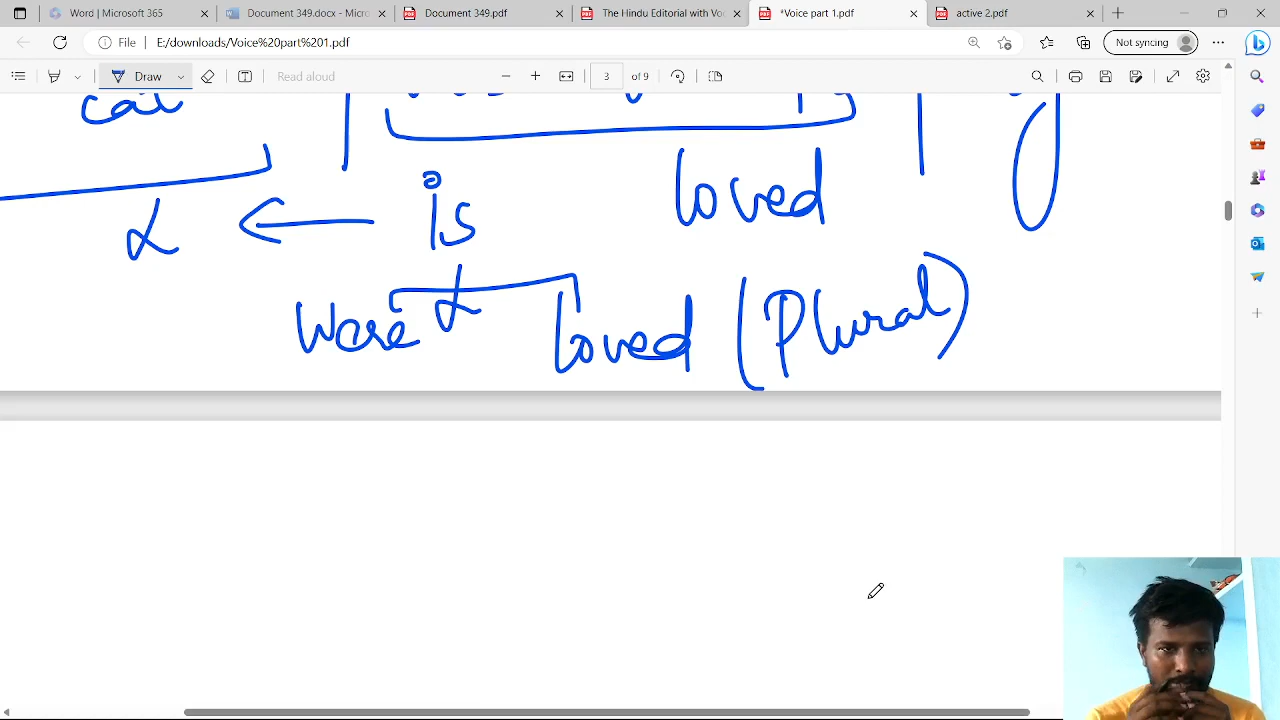 Word | Microsoft 365
Document 349.docx - Micro
Document 349.pdf
The Hindu Editorial with Voc
*Voice part 1.pdf
active 2.pdf
File
E:/downloads/Voice%20part%201.pdf
Not syncing
Draw
Read aloud
3
of 9
cat
is
loved
were
loved (Plural)